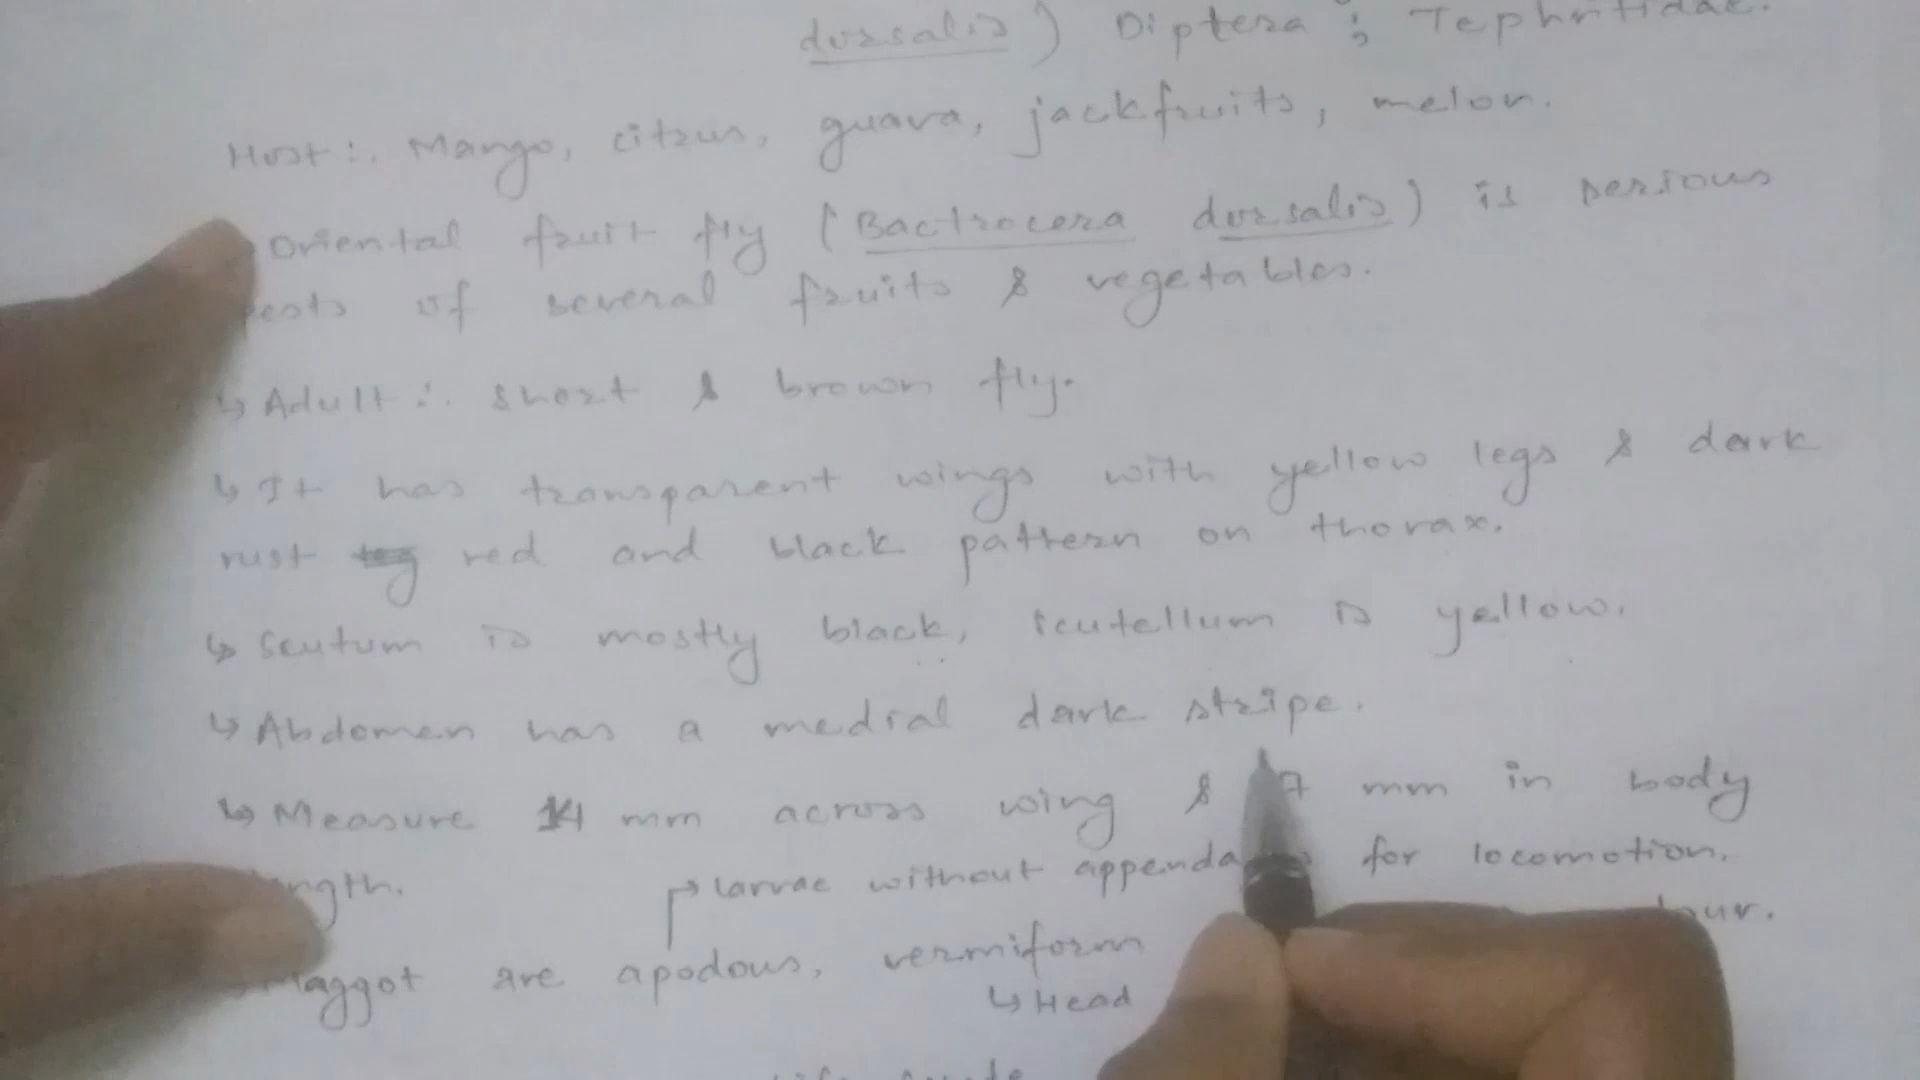 dorsalis) Diptera ; Tephritidae.
Host:. Mango, citrus, guava, jackfruits, melon.
Oriental fruit fly (Bactrocera dorsalis) is serious
pests of several fruits & vegetables.
↳ Adult:. short & brown fly.
↳ It has transparent wings with yellow legs & dark
rust red and black pattern on thorax.
↳ Scutum is mostly black, scutellum is yellow.
↳ Abdomen has a medial dark stripe.
↳ Measure 14 mm across wing & 7 mm in body
ngth.
larvae without appenda for locomotion.
our.
Maggot are apodous, vermiform
↳ Head